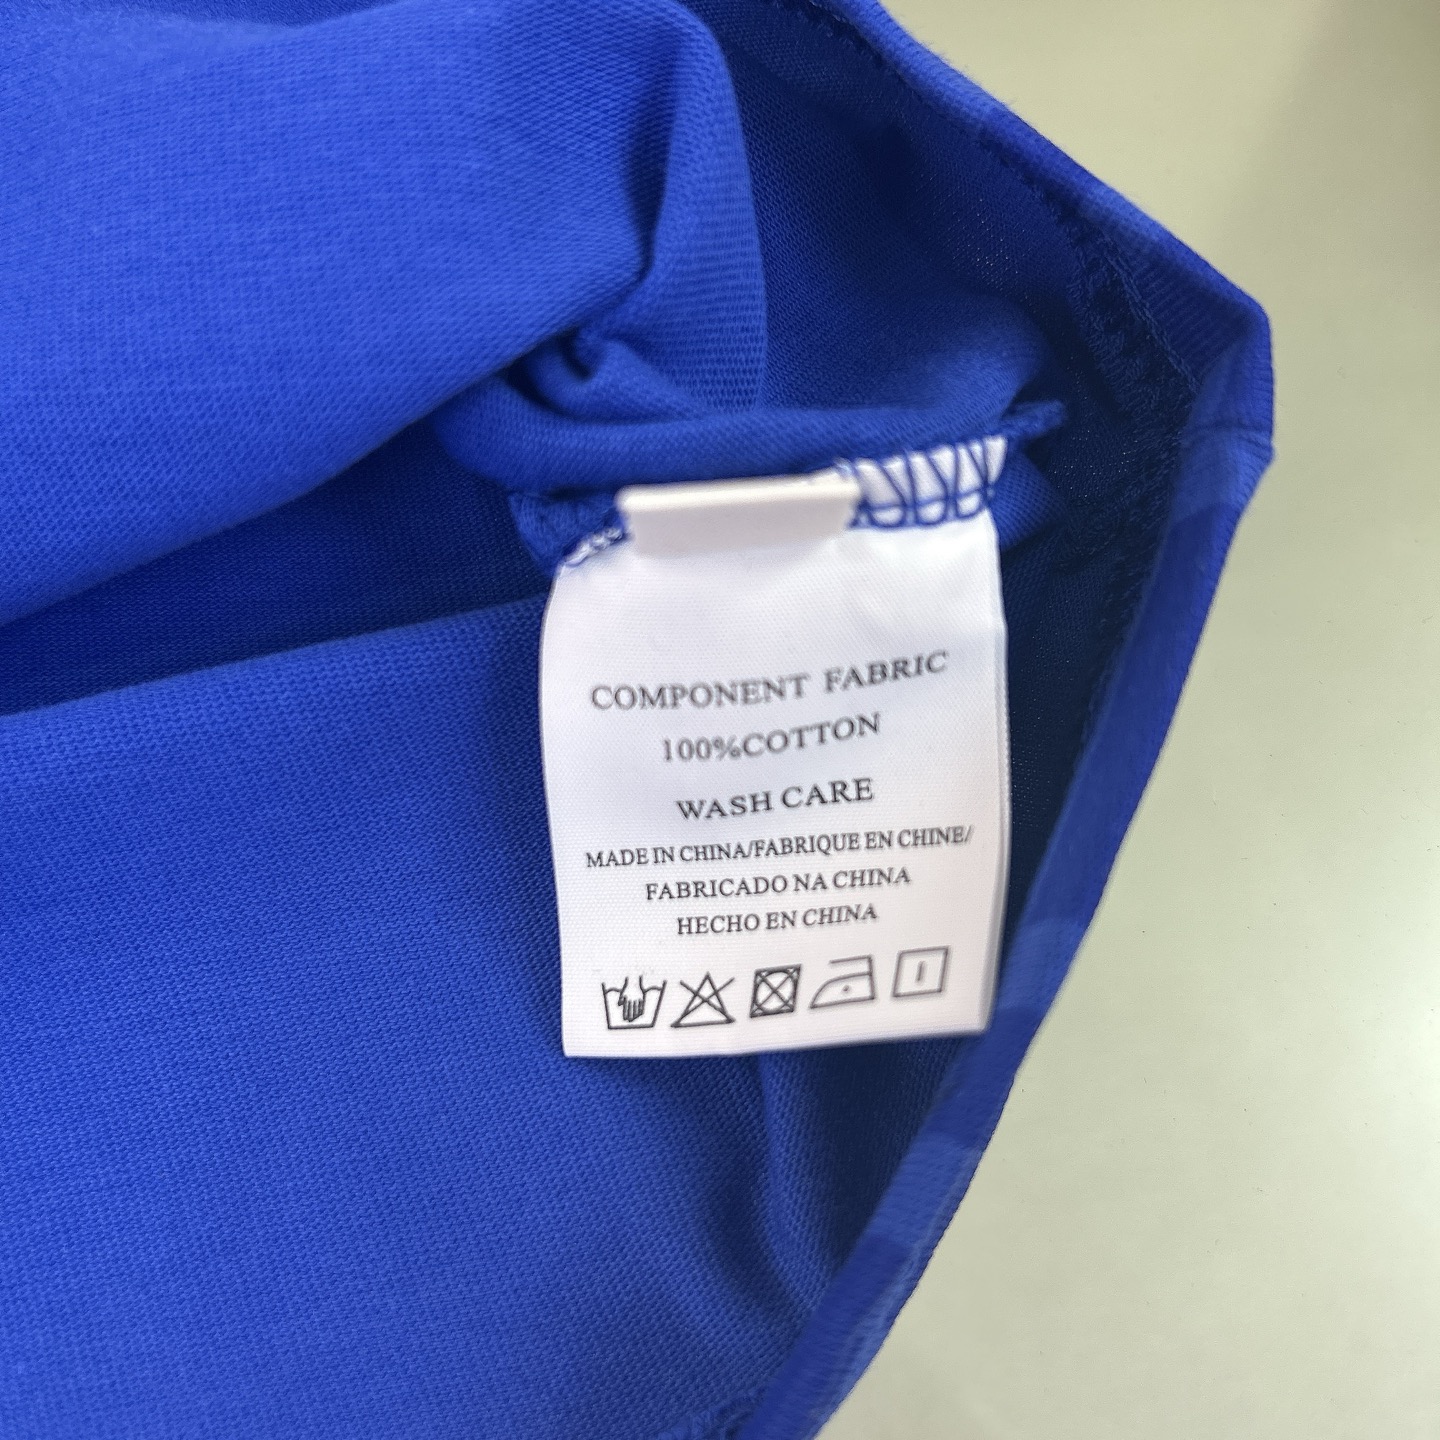 COMPONENT FABRIC
100%COTTON
WASH CARE
MADE IN CHINA/FABRIQUE EN CHINE/
FABRICADO NA CHINA
HECHO EN CHINA